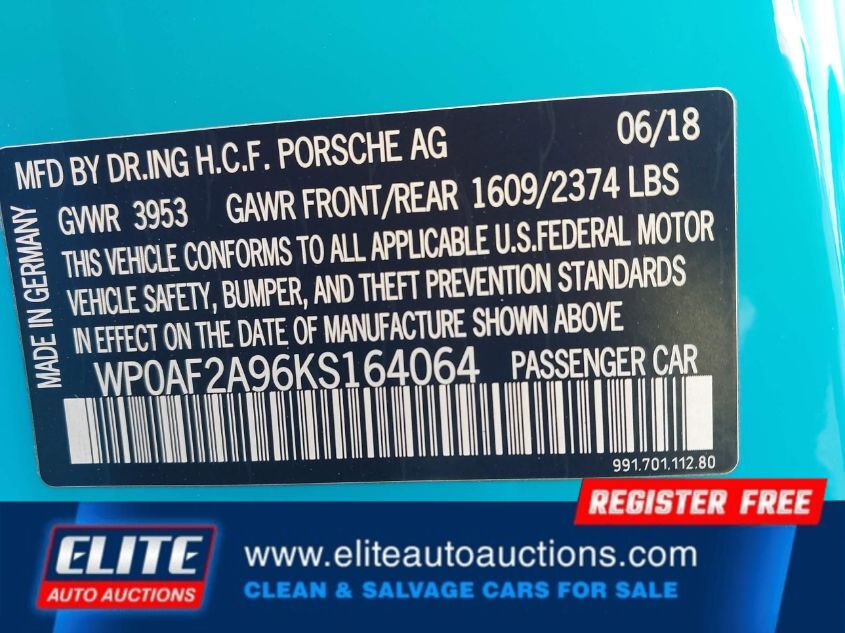 06/18
MFD BY DR.ING H.C.F. PORSCHE AG
GVWR 3953 GAWR FRONT/REAR 1609/2374 LBS
THIS VEHICLE CONFORMS TO ALL APPLICABLE U.S.FEDERAL MOTOR
VEHICLE SAFETY, BUMPER, AND THEFT PREVENTION STANDARDS
IN EFFECT ON THE DATE OF MANUFACTURE SHOWN ABOVE
MADE IN GERMANY
WP0AF2A96KS164064 PASSENGER CAR
991.701.112.80
REGISTER FREE
ELITE
AUTO AUCTIONS
www.eliteautoauctions.com
CLEAN & SALVAGE CARS FOR SALE